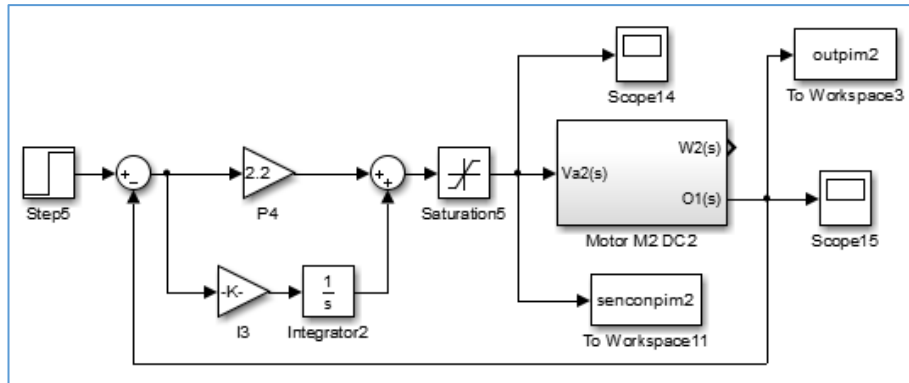 outpim2
To Workspace3
Scope14
W2(s)
Va2(s)
O1(s)
Motor M2 DC2
Scope15
Step5
+
−
2.2
P4
+
+
Saturation5
-K-
I3
1
s
Integrator2
senconpim2
To Workspace11